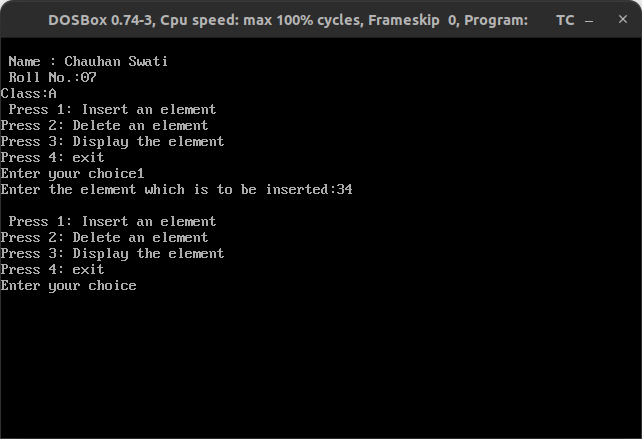 DOSBox 0.74-3, Cpu speed: max 100% cycles, Frameskip 0, Program: TC
Name : Chauhan Swati
Roll No.:07
Class:A
Press 1: Insert an element
Press 2: Delete an element
Press 3: Display the element
Press 4: exit
Enter your choice1
Enter the element which is to be inserted:34
Press 1: Insert an element
Press 2: Delete an element
Press 3: Display the element
Press 4: exit
Enter your choice